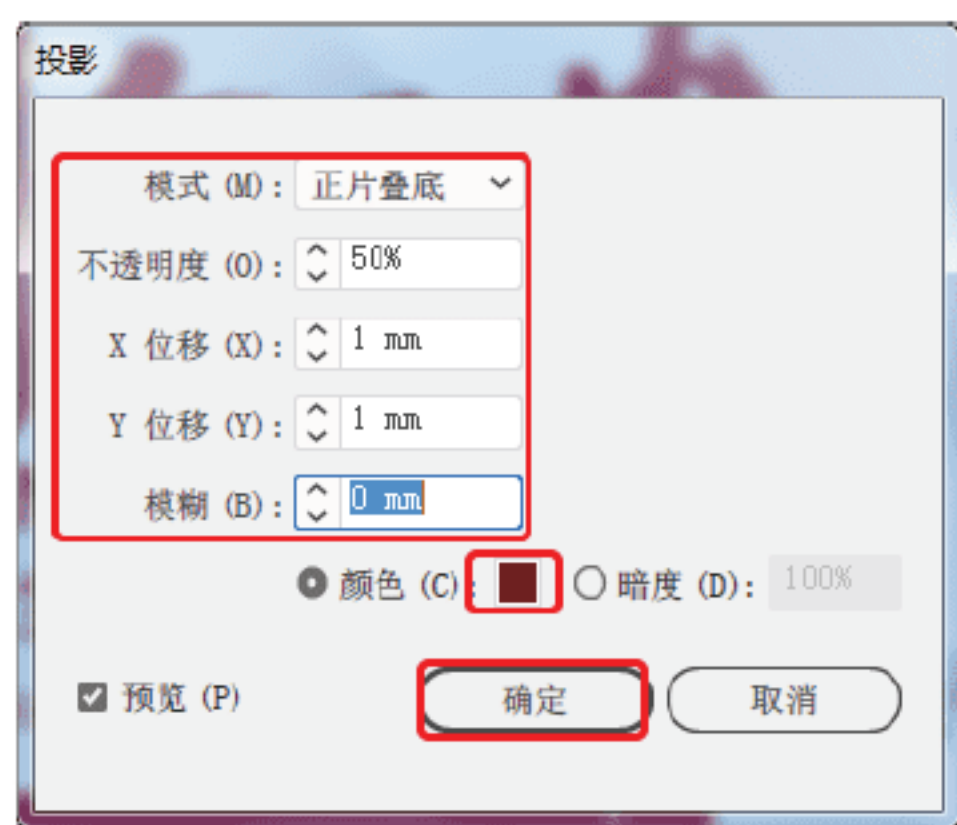 投影
模式 (M): 正片叠底
不透明度 (O): 50%
X 位移 (X): 1 mm
Y 位移 (Y): 1 mm
模糊 (B): 0 mm
颜色 (C): 暗度 (D): 100%
预览 (P) 确定 取消